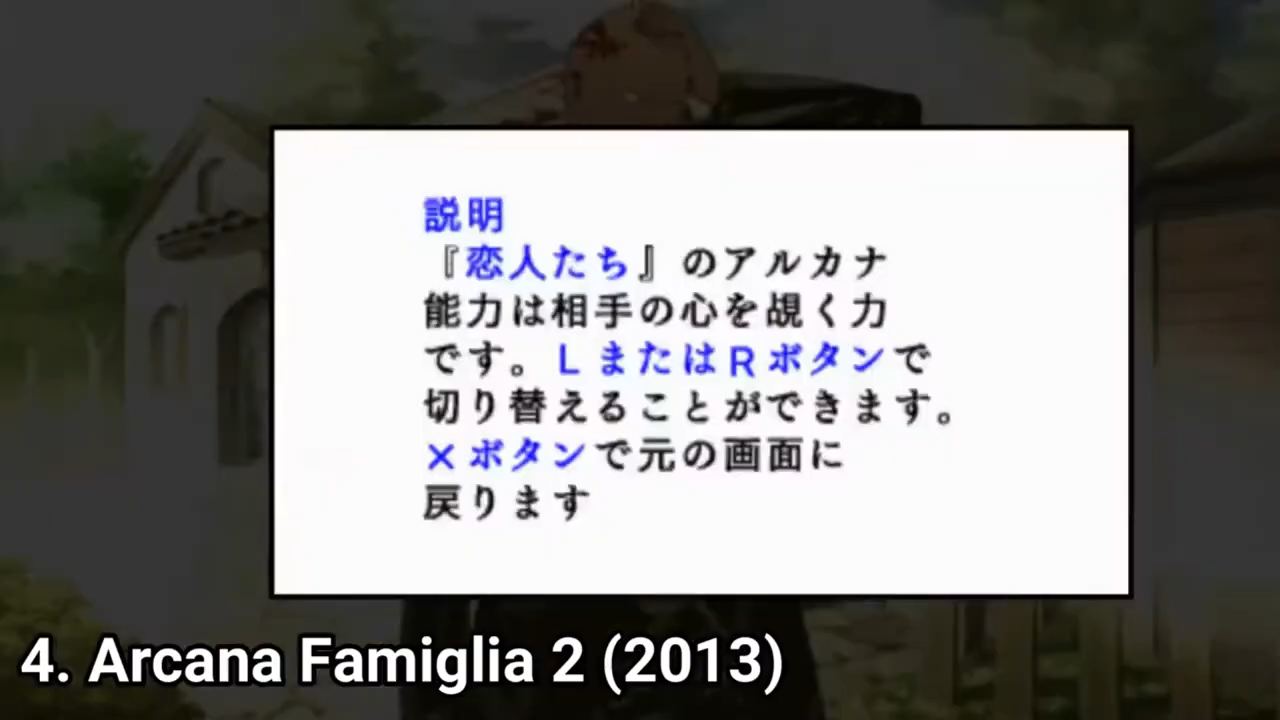 説明
『恋人たち』のアルカナ
能力は相手の心を覘く力
です。LまたはRボタンで
切り替えることができます。
×ボタンで元の画面に
戻ります
4. Arcana Famiglia 2 (2013)